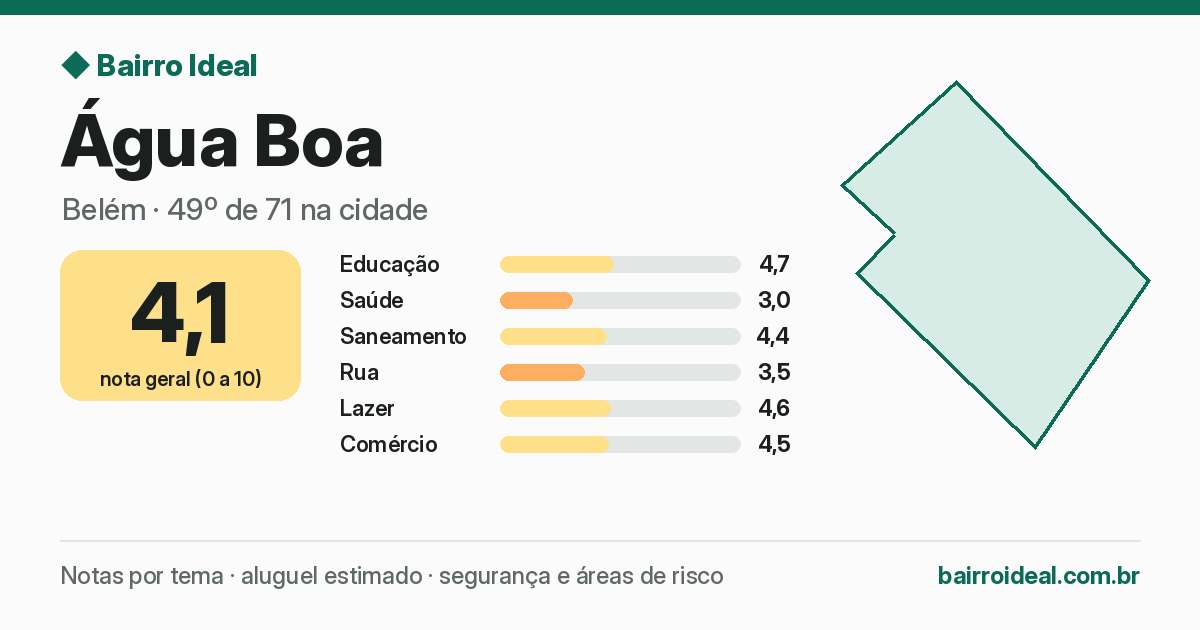 Bairro Ideal
Água Boa
Belém · 49º de 71 na cidade
4,1
nota geral (0 a 10)
Educação 4,7
Saúde 3,0
Saneamento 4,4
Rua 3,5
Lazer 4,6
Comércio 4,5
Notas por tema · aluguel estimado · segurança e áreas de risco
bairroideal.com.br